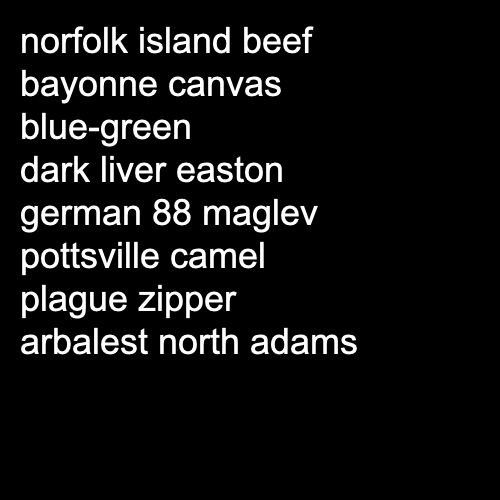 norfolk island beef
bayonne canvas
blue-green
dark liver easton
german 88 maglev
pottsville camel
plague zipper
arbalest north adams